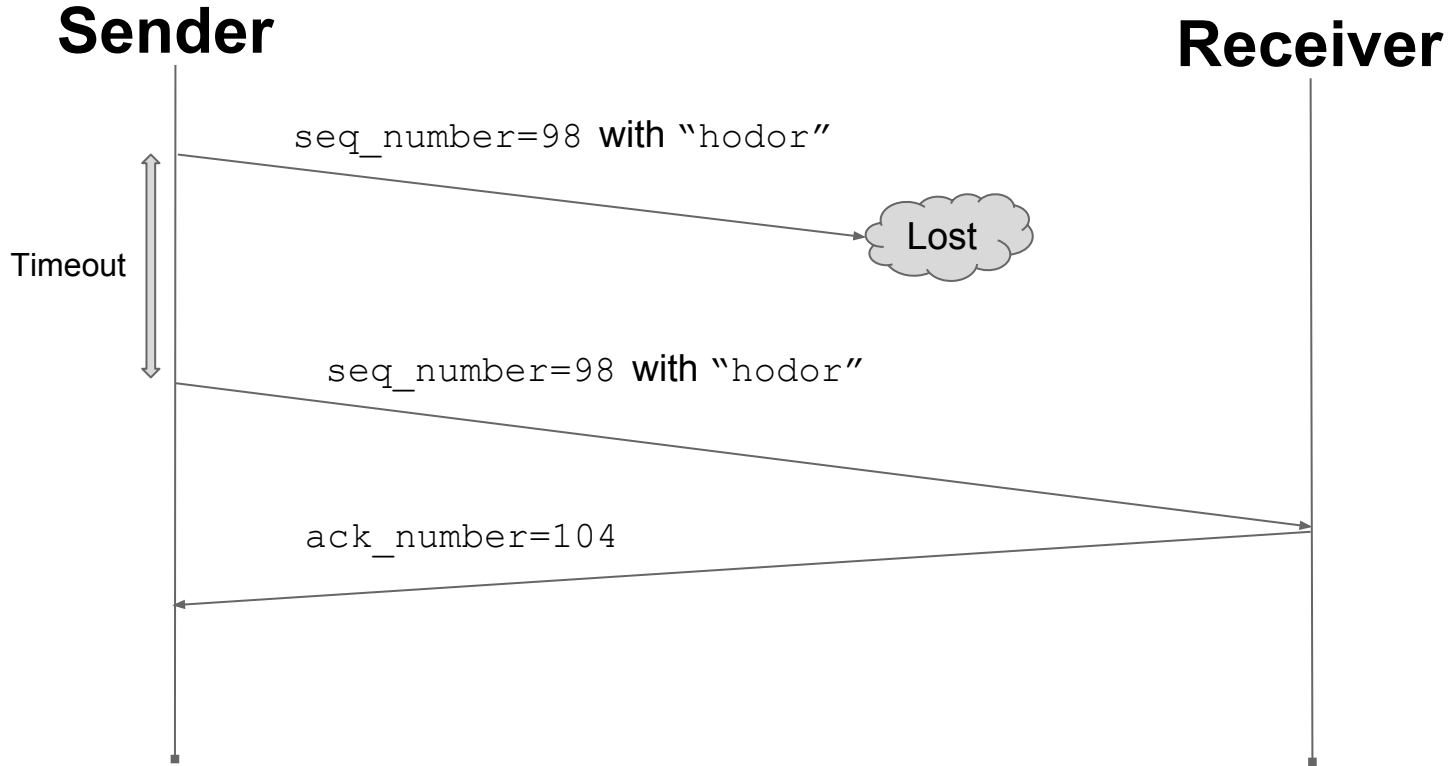 Sender
Receiver
seq_number=98 with “hodor”
Lost
Timeout
seq_number=98 with “hodor”
ack_number=104